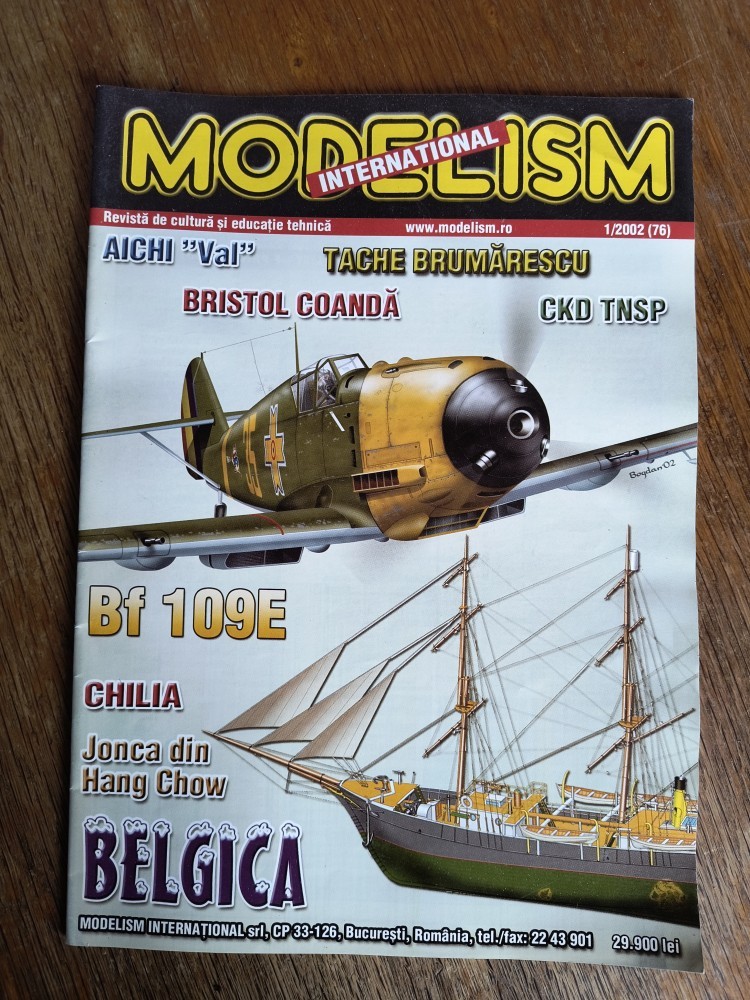 MODELISM
INTERNATIONAL
Revistă de cultură și educație tehnică www.modelism.ro 1/2002 (76)
AICHI "Val" TACHE BRUMĂRESCU
BRISTOL COANDĂ CKD TNSP
35
Bogdan '02
Bf 109E
CHILIA
Jonca din
Hang Chow
BELGICA
MODELISM INTERNAȚIONAL srl, CP 33-126, București, România, tel./fax: 22 43 901 29.900 lei